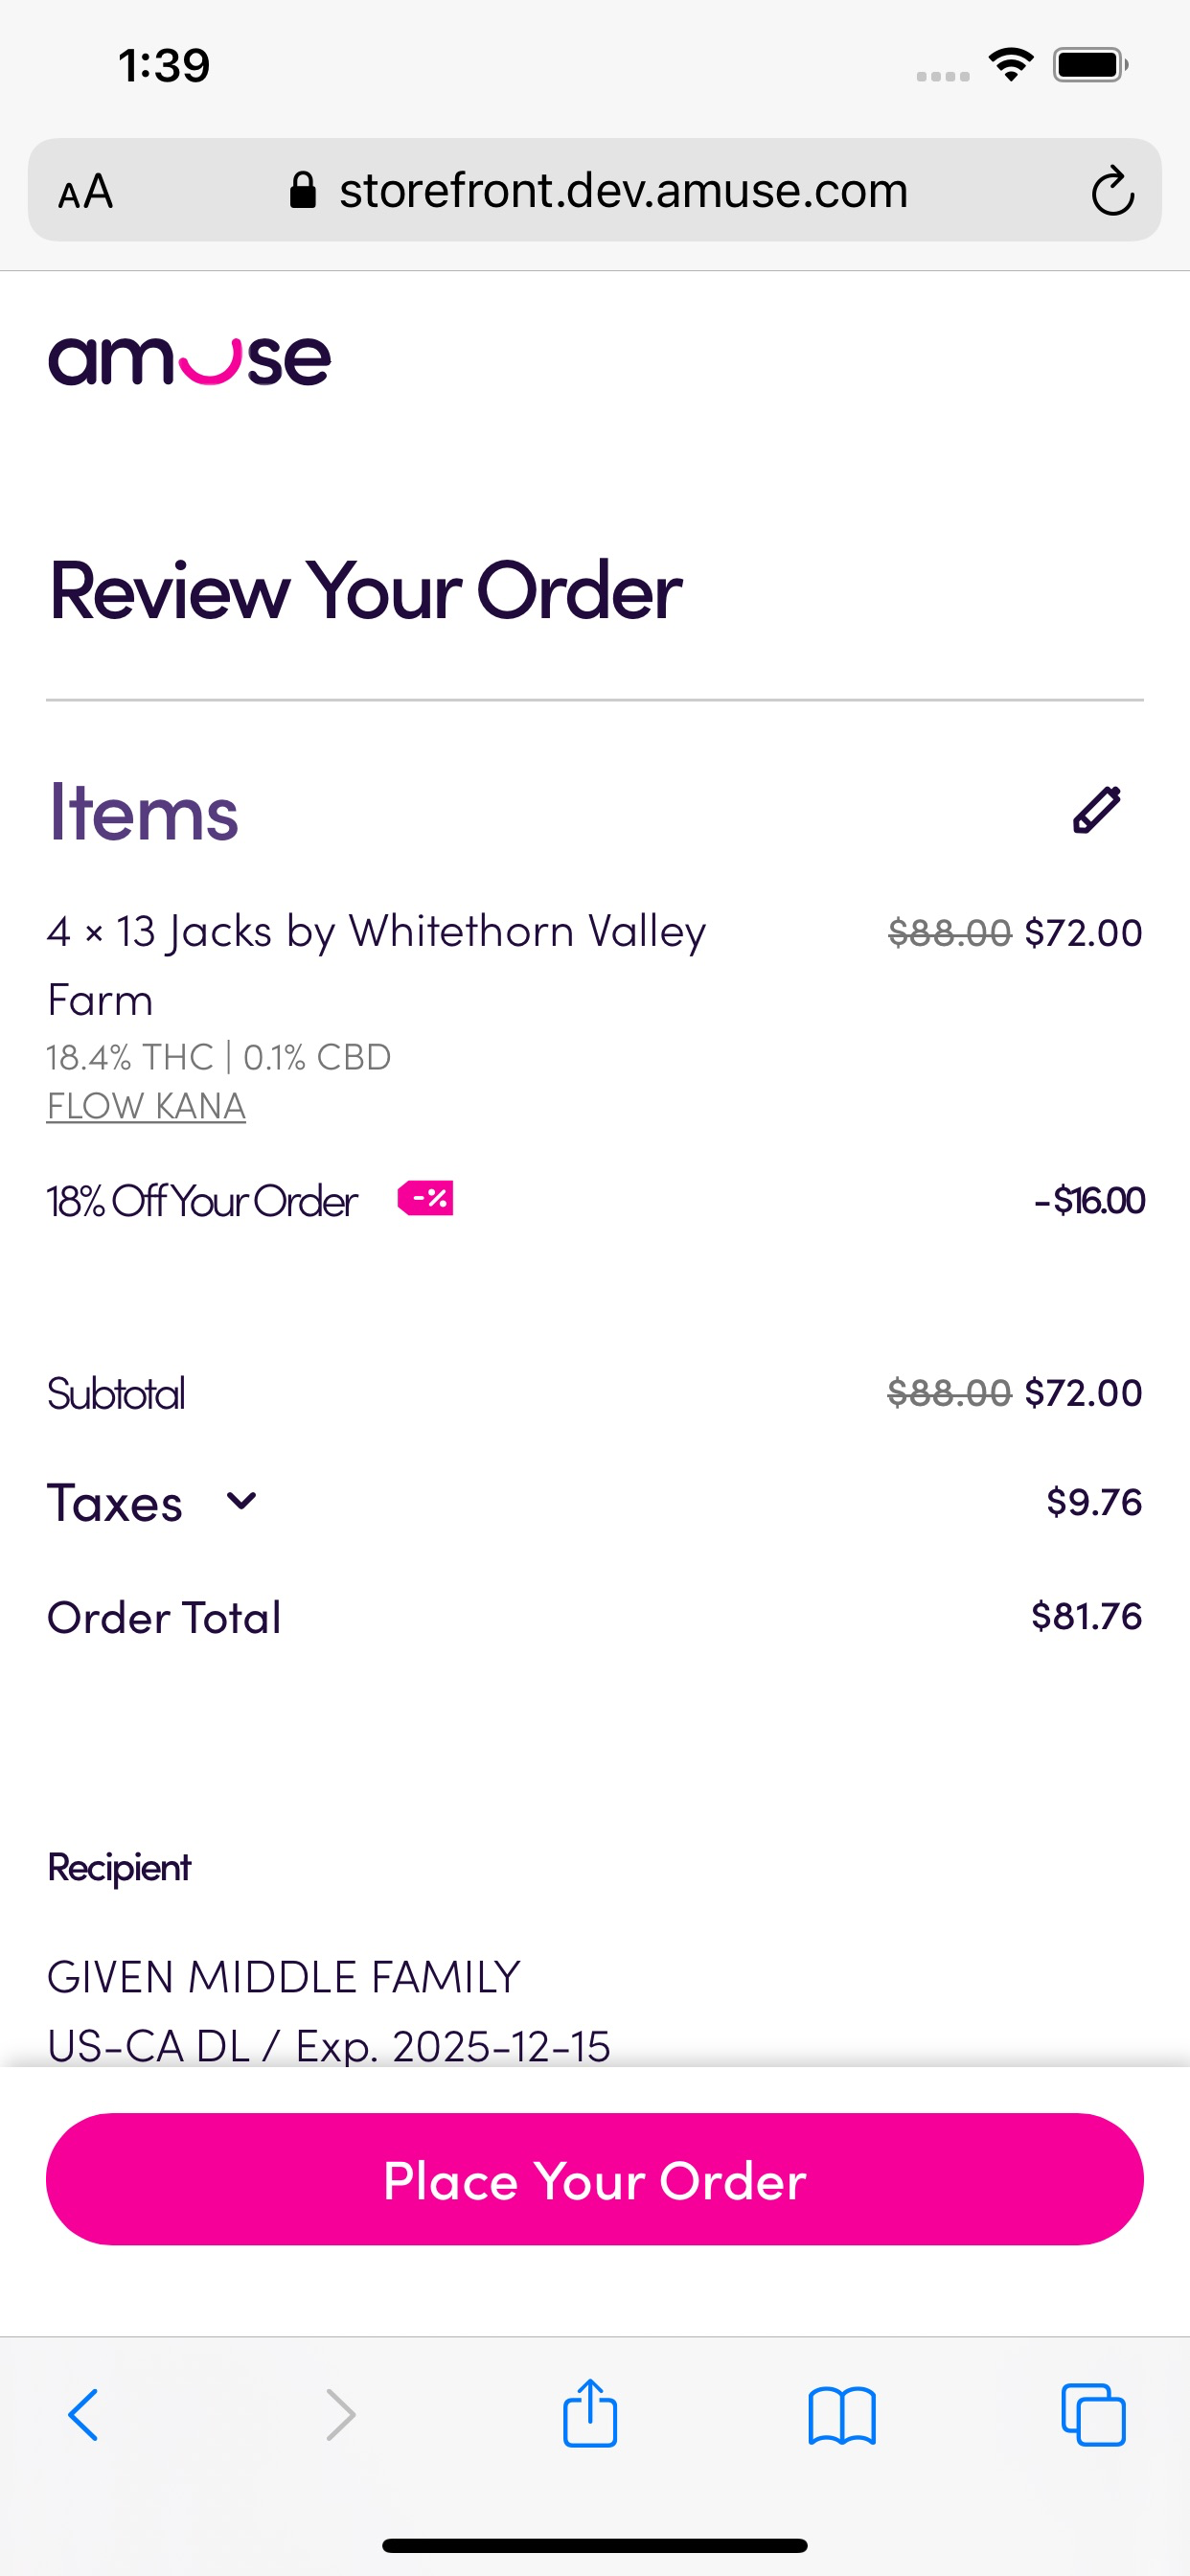 1:39
AA storefront.dev.amuse.com
amuse
Review Your Order
Items
4 × 13 Jacks by Whitethorn Valley $88.00 $72.00
Farm
18.4% THC | 0.1% CBD
FLOW KANA
18% Off Your Order -% -$16.00
Subtotal $88.00 $72.00
Taxes $9.76
Order Total $81.76
Recipient
GIVEN MIDDLE FAMILY
US-CA DL / Exp. 2025-12-15
Place Your Order